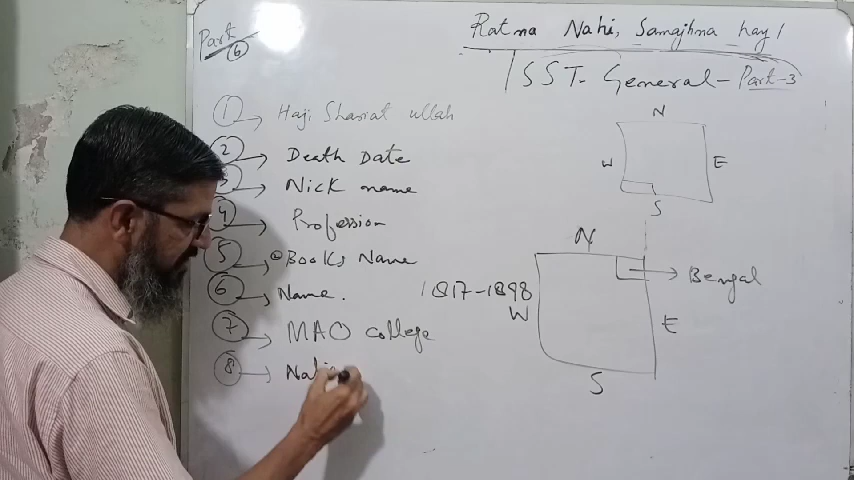 Part 6
Ratna Nahi, Samajhna hay!
SST. General - Part-3
1 → Haji Shariat ullah
2 → Death Date
3 → Nick name
4 → Profession
5 → Books Name
6 → Name.
7 → MAO college
8 → Nati
N
W
E
S
N
1817-1898
W
Bengal
E
S